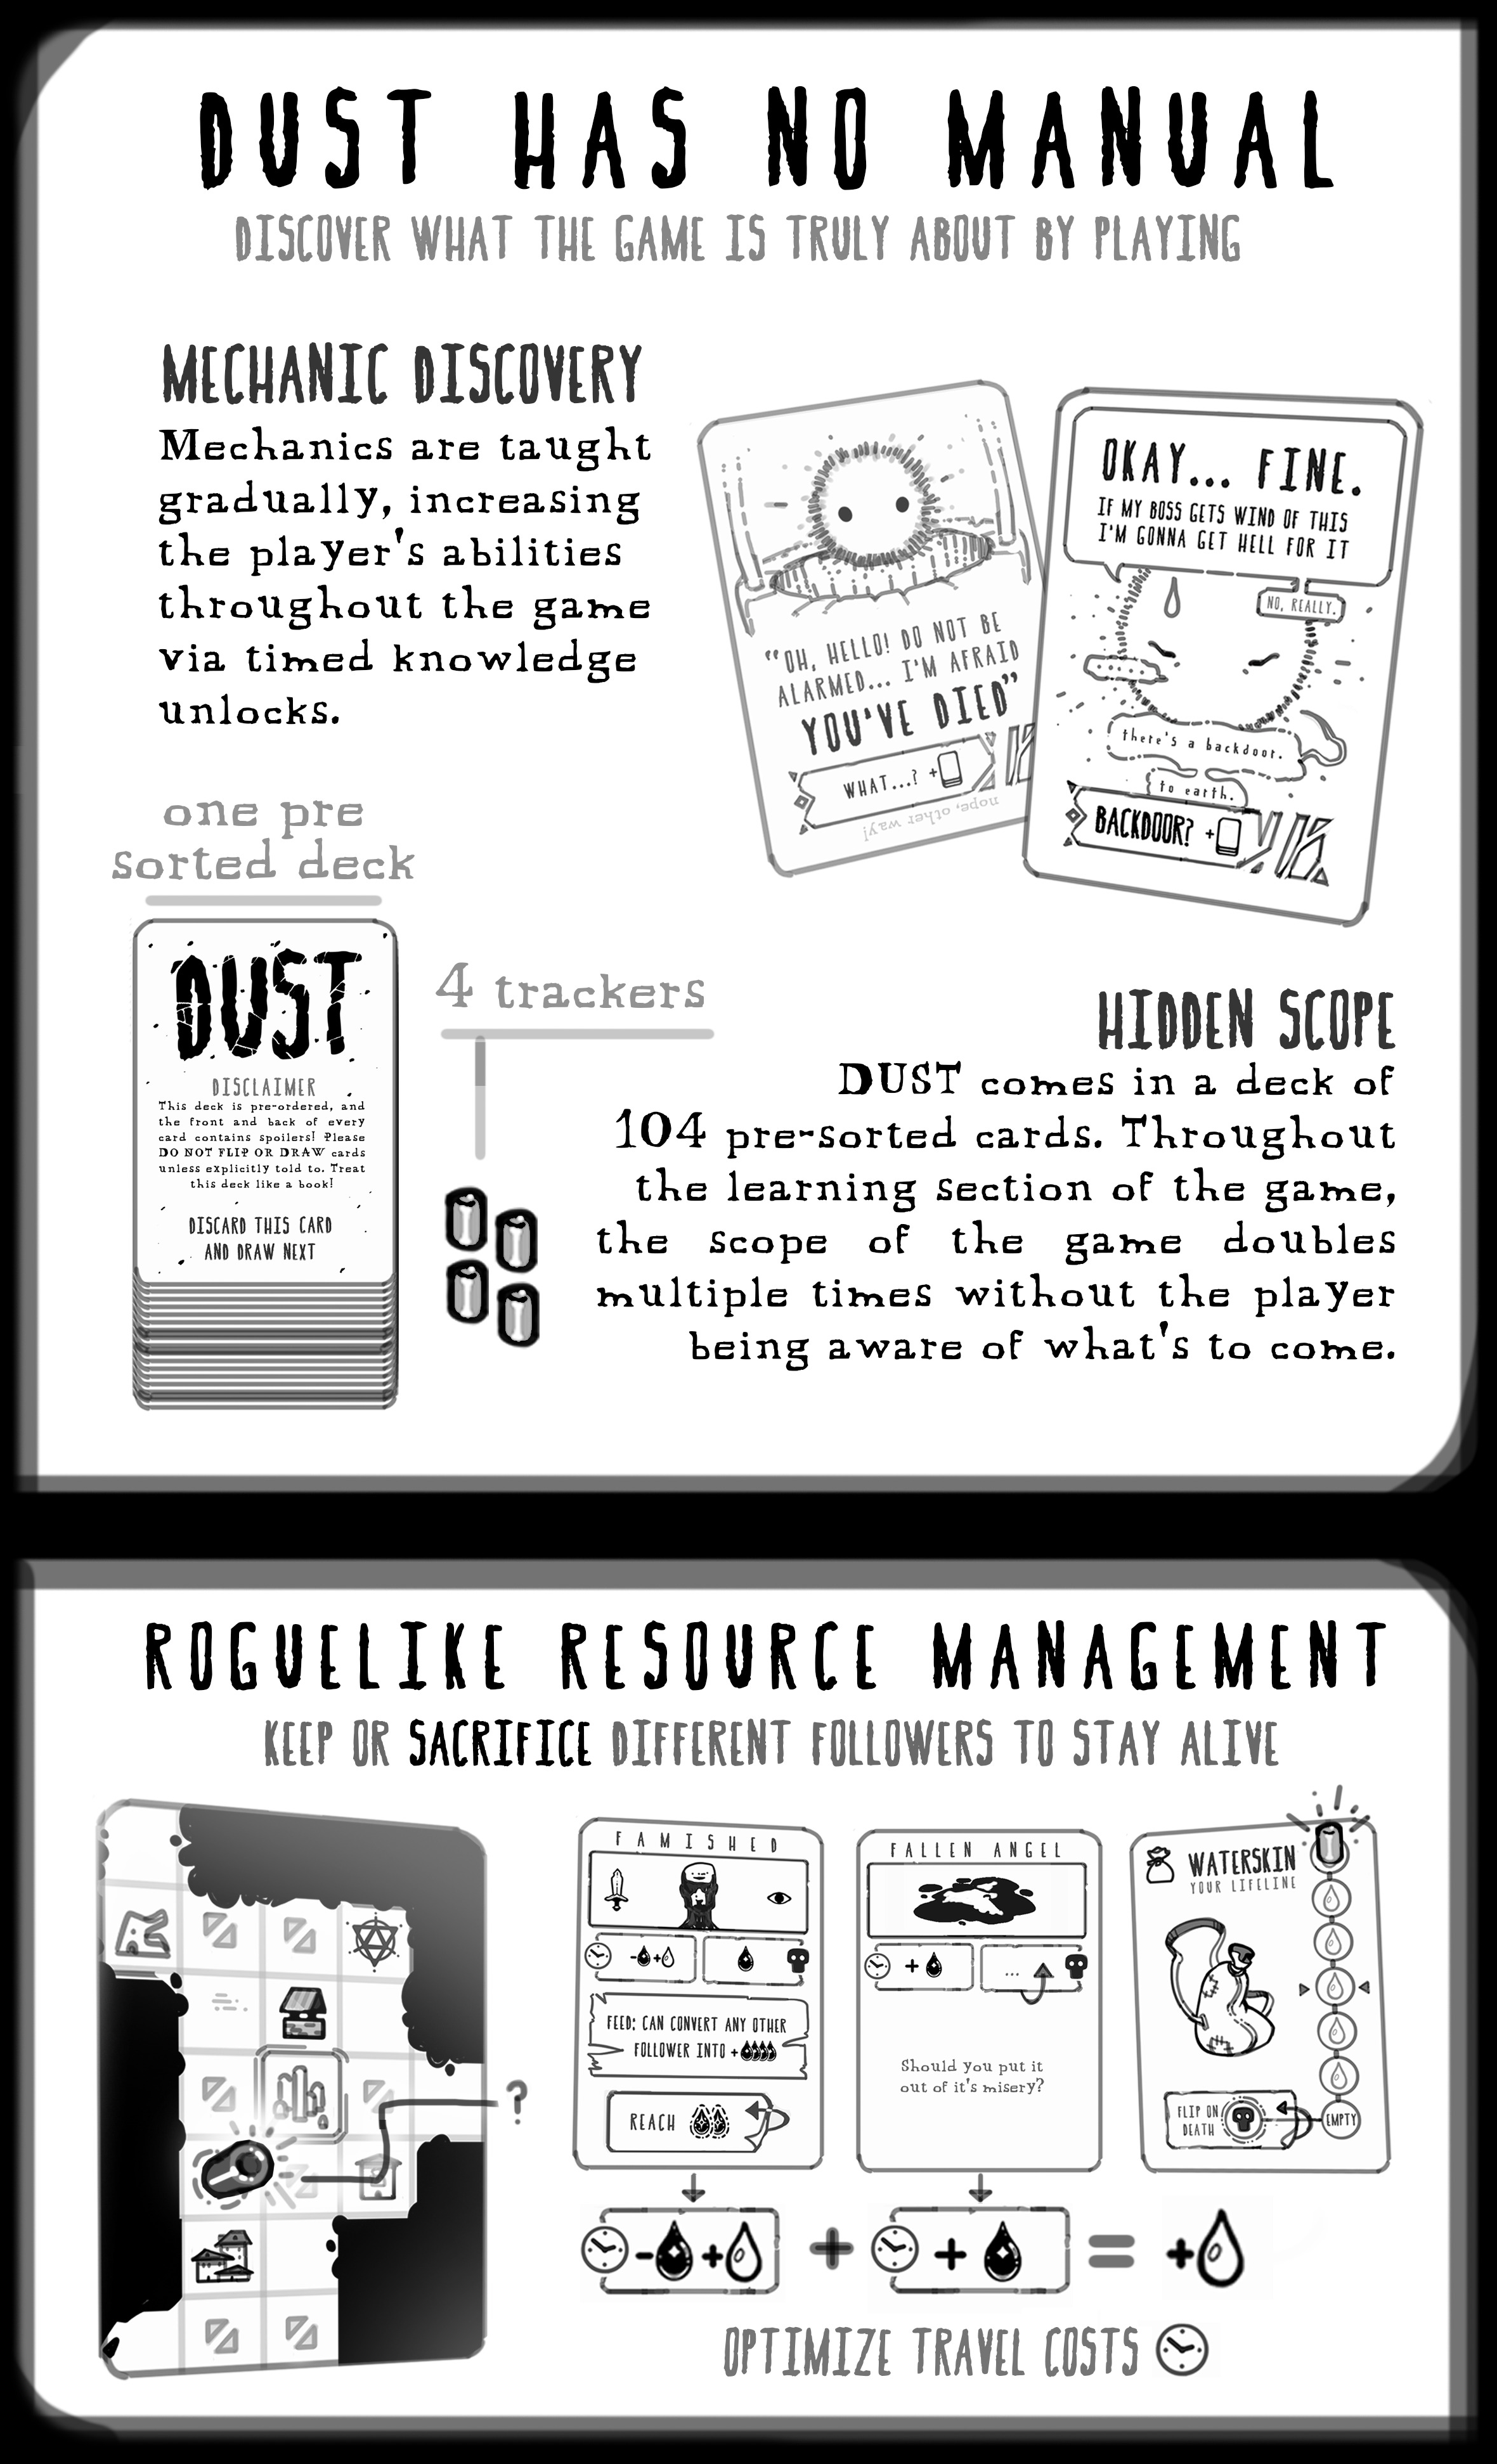 DUST HAS NO MANUAL
DISCOVER WHAT THE GAME IS TRULY ABOUT BY PLAYING
MECHANIC DISCOVERY
Mechanics are taught
gradually, increasing
the player's abilities
throughout the game
via timed knowledge
unlocks.
"OH, HELLO! DO NOT BE
ALARMED... I'M AFRAID
YOU'VE DIED"
WHAT...? +
nope, other way!
OKAY... FINE.
IF MY BOSS GETS WIND OF THIS
I'M GONNA GET HELL FOR IT
NO, REALLY.
there's a backdoor.
to earth.
BACKDOOR? +
one pre
sorted deck
DUST
DISCLAIMER
This deck is pre-ordered, and
the front and back of every
card contains spoilers! Please
DO NOT FLIP OR DRAW cards
unless explicitly told to. Treat
this deck like a book!
DISCARD THIS CARD
AND DRAW NEXT
4 trackers
HIDDEN SCOPE
DUST comes in a deck of
104 pre-sorted cards. Throughout
the learning section of the game,
the scope of the game doubles
multiple times without the player
being aware of what's to come.
ROGUELIKE RESOURCE MANAGEMENT
KEEP OR SACRIFICE DIFFERENT FOLLOWERS TO STAY ALIVE
?
FAMISHED
- +
FEED: CAN CONVERT ANY OTHER
FOLLOWER INTO +
REACH
FALLEN ANGEL
+
...
Should you put it
out of it's misery?
WATERSKIN
YOUR LIFELINE
FLIP ON
DEATH
EMPTY
- + + + = +
OPTIMIZE TRAVEL COSTS